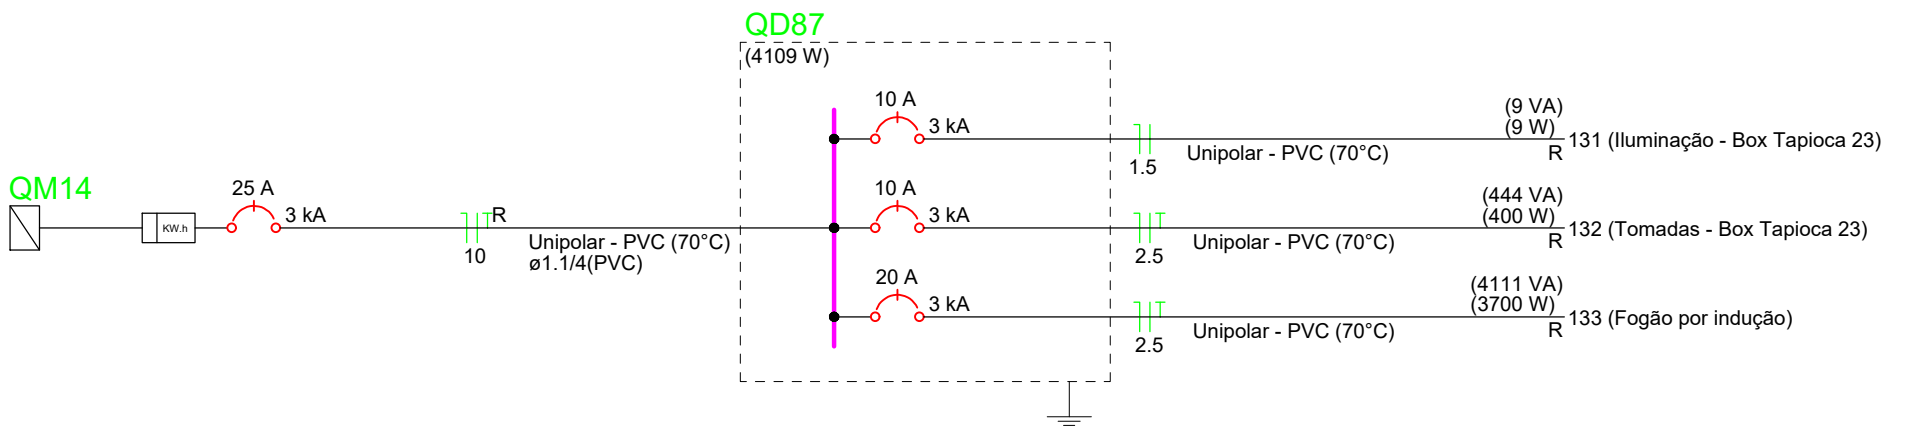 QD87
(4109 W)
10 A
3 kA
1.5
Unipolar - PVC (70°C)
(9 VA)
(9 W)
R
131 (Iluminação - Box Tapioca 23)
QM14
KW.h
25 A
3 kA
R
10
Unipolar - PVC (70°C)
ø1.1/4(PVC)
10 A
3 kA
2.5
Unipolar - PVC (70°C)
(444 VA)
(400 W)
R
132 (Tomadas - Box Tapioca 23)
20 A
3 kA
2.5
Unipolar - PVC (70°C)
(4111 VA)
(3700 W)
R
133 (Fogão por indução)